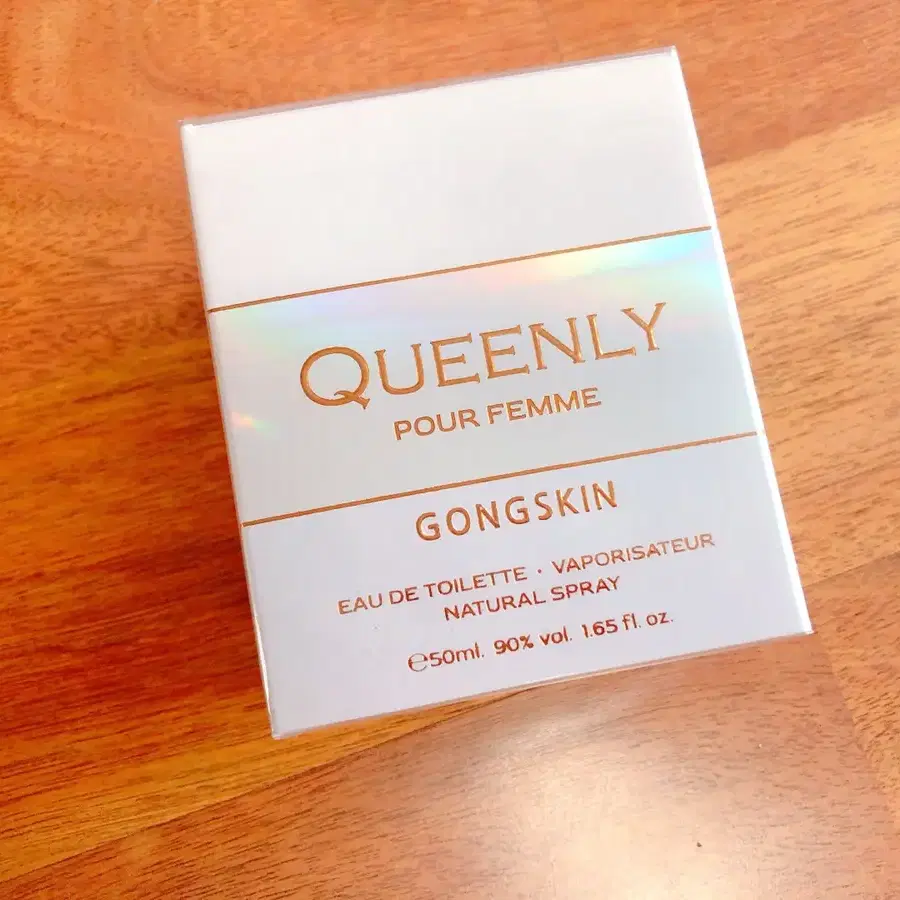 QUEENLY
POUR FEMME
GONGSKIN
EAU DE TOILETTE · VAPORISATEUR
NATURAL SPRAY
℮50ml. 90% vol. 1.65 fl. oz.